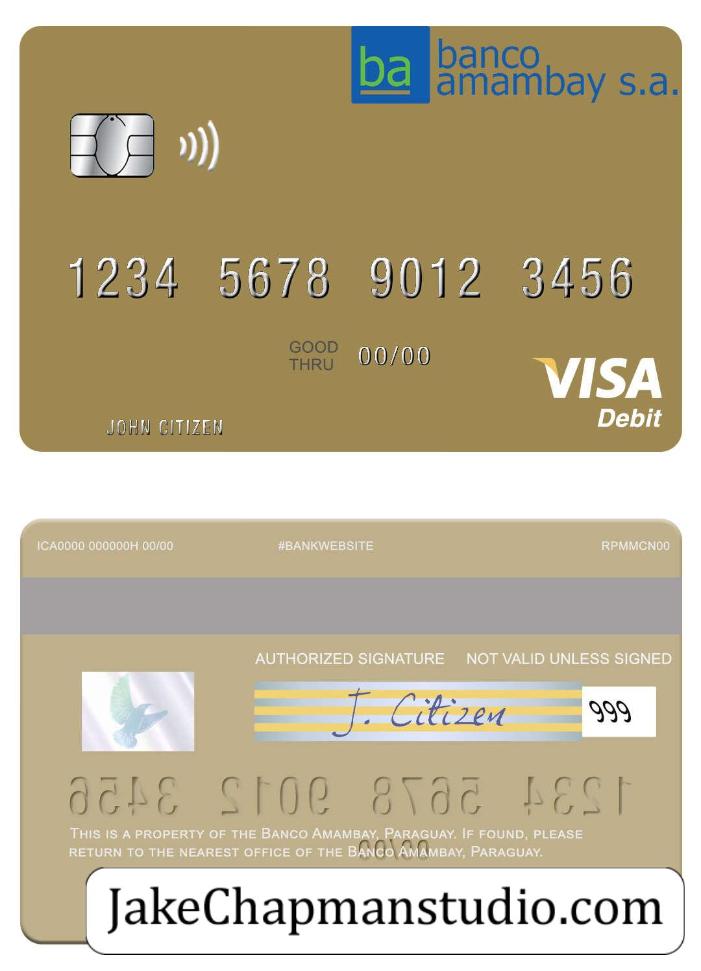 ba banco
amambay s.a.
1234 5678 9012 3456
GOOD
THRU 00/00
VISA
Debit
JOHN CITIZEN
ICA0000 000000H 00/00 #BANKWEBSITE RPMMCN00
AUTHORIZED SIGNATURE NOT VALID UNLESS SIGNED
J. Citizen 999
1234 5678 9012 3456
THIS IS A PROPERTY OF THE BANCO AMAMBAY, PARAGUAY. IF FOUND, PLEASE
RETURN TO THE NEAREST OFFICE OF THE BANCO AMAMBAY, PARAGUAY.
00/00
JakeChapmanstudio.com